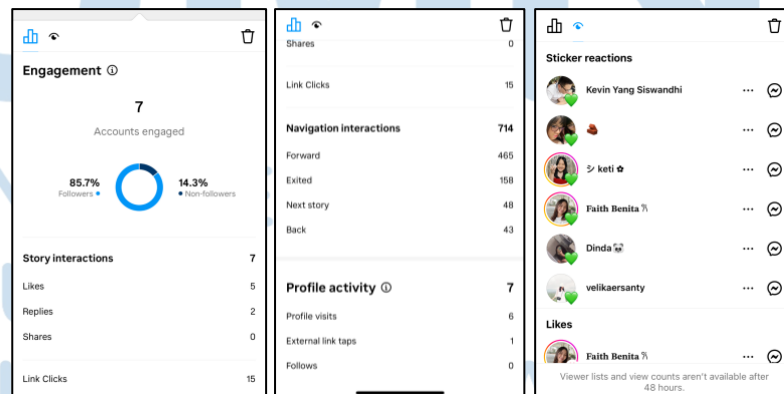 Engagement
7
Accounts engaged
85.7%
Followers
14.3%
Non-followers
Story interactions 7
Likes 5
Replies 2
Shares 0
Link Clicks 15
Shares 0
Link Clicks 15
Navigation interactions 714
Forward 465
Exited 158
Next story 48
Back 43
Profile activity 7
Profile visits 6
External link taps 1
Follows 0
Sticker reactions
Kevin Yang Siswandhi
シ keti ✿
Faith Benita
Dinda🐼
velikaersanty
Likes
Faith Benita
Viewer lists and view counts aren't available after
48 hours.